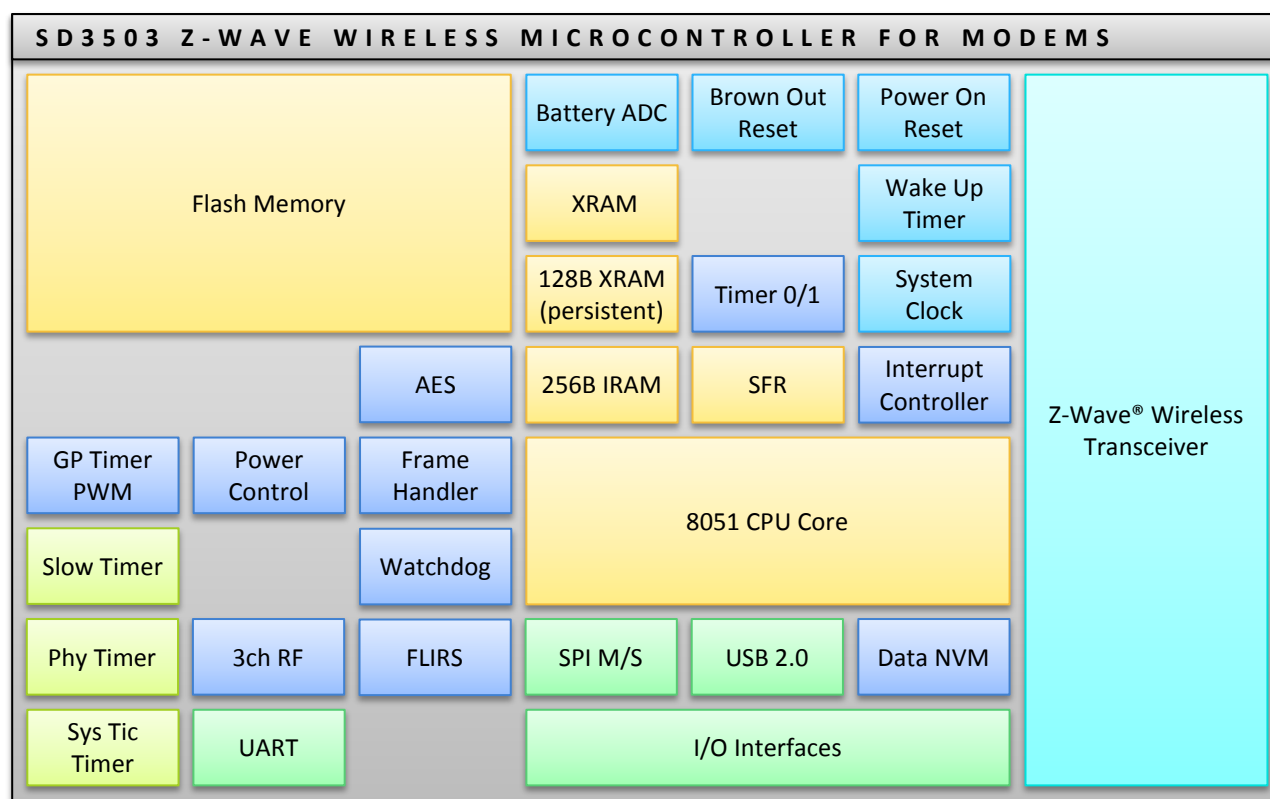 SD3503 Z-WAVE WIRELESS MICROCONTROLLER FOR MODEMS
Flash Memory
Battery ADC
Brown Out
Reset
Power On
Reset
XRAM
Wake Up
Timer
128B XRAM
(persistent)
Timer 0/1
System
Clock
AES
256B IRAM
SFR
Interrupt
Controller
Z-Wave® Wireless
Transceiver
GP Timer
PWM
Power
Control
Frame
Handler
8051 CPU Core
Slow Timer
Watchdog
Phy Timer
3ch RF
FLIRS
SPI M/S
USB 2.0
Data NVM
Sys Tic
Timer
UART
I/O Interfaces